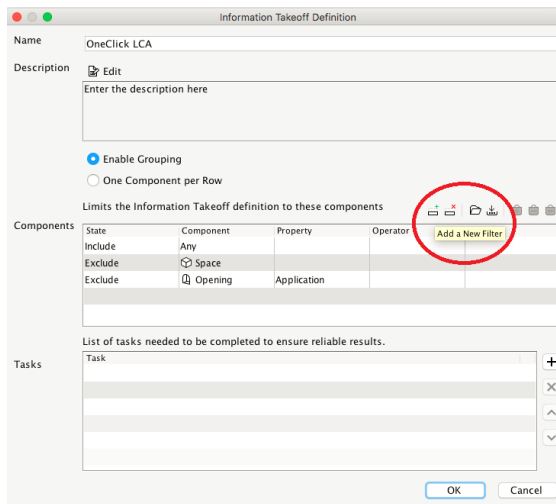 Information Takeoff Definition
Name
OneClick LCA
Description
Edit
Enter the description here
Enable Grouping
One Component per Row
Limits the Information Takeoff definition to these components
Add a New Filter
Components
State Component Property Operator
Include Any
Exclude Space
Exclude Opening Application
List of tasks needed to be completed to ensure reliable results.
Tasks
Task
OK Cancel